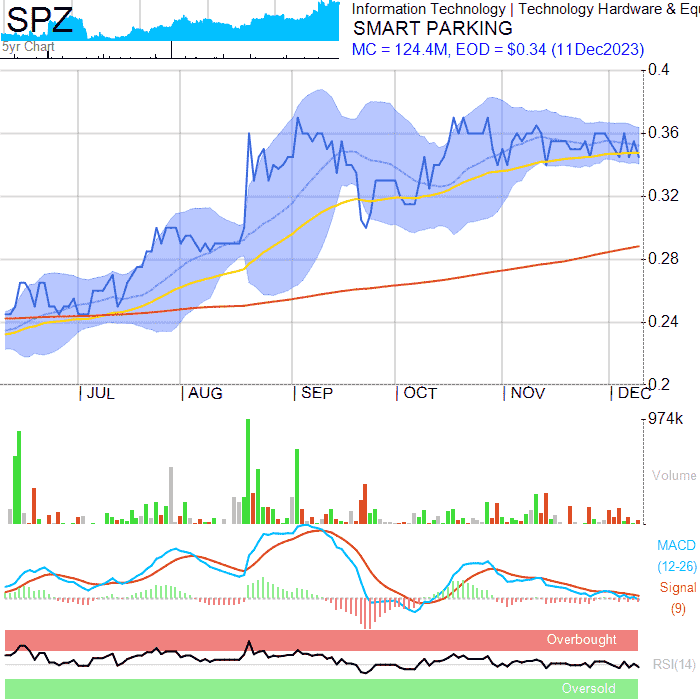 SPZ
5yr Chart
Information Technology | Technology Hardware & Equ
SMART PARKING
MC = 124.4M, EOD = $0.34 (11Dec2023)
0.4
0.36
0.32
0.28
0.24
0.2
JUL
AUG
SEP
OCT
NOV
DEC
974k
Volume
MACD
(12-26)
Signal
(9)
Overbought
RSI(14)
Oversold